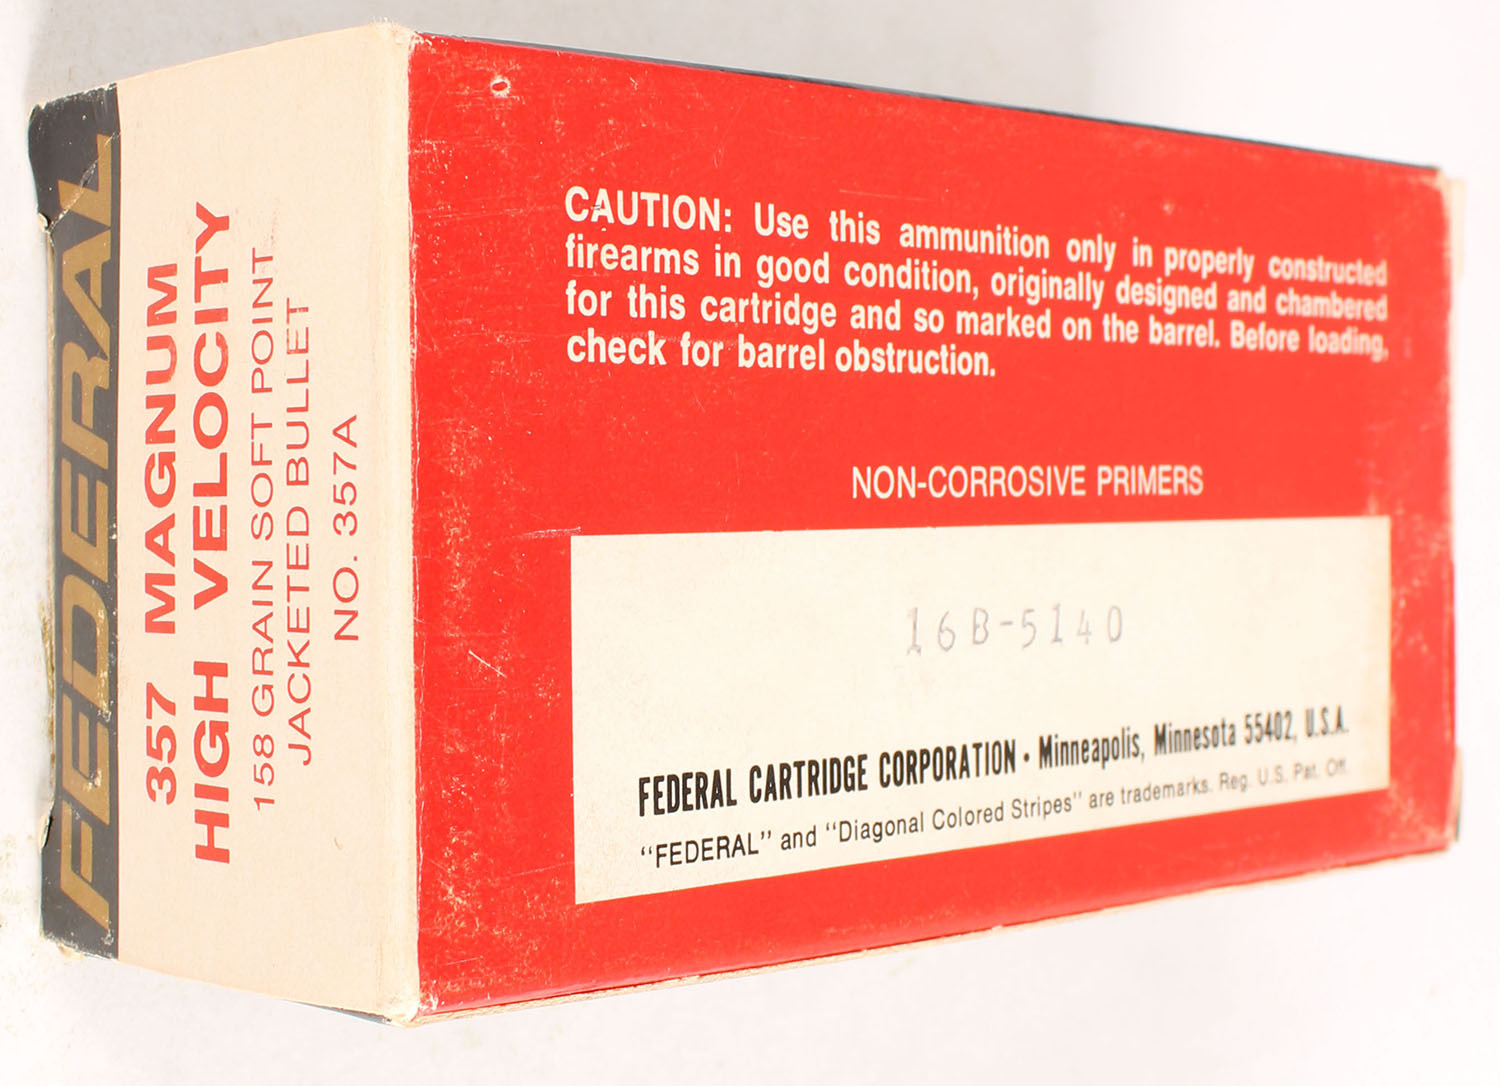 FEDERAL
357 MAGNUM
HIGH VELOCITY
158 GRAIN SOFT POINT
JACKETED BULLET
NO. 357A
CAUTION: Use this ammunition only in properly constructed
firearms in good condition, originally designed and chambered
for this cartridge and so marked on the barrel. Before loading,
check for barrel obstruction.
NON-CORROSIVE PRIMERS
16B-5140
FEDERAL CARTRIDGE CORPORATION • Minneapolis, Minnesota 55402, U.S.A.
“FEDERAL” and “Diagonal Colored Stripes” are trademarks. Reg. U.S. Pat. Off.